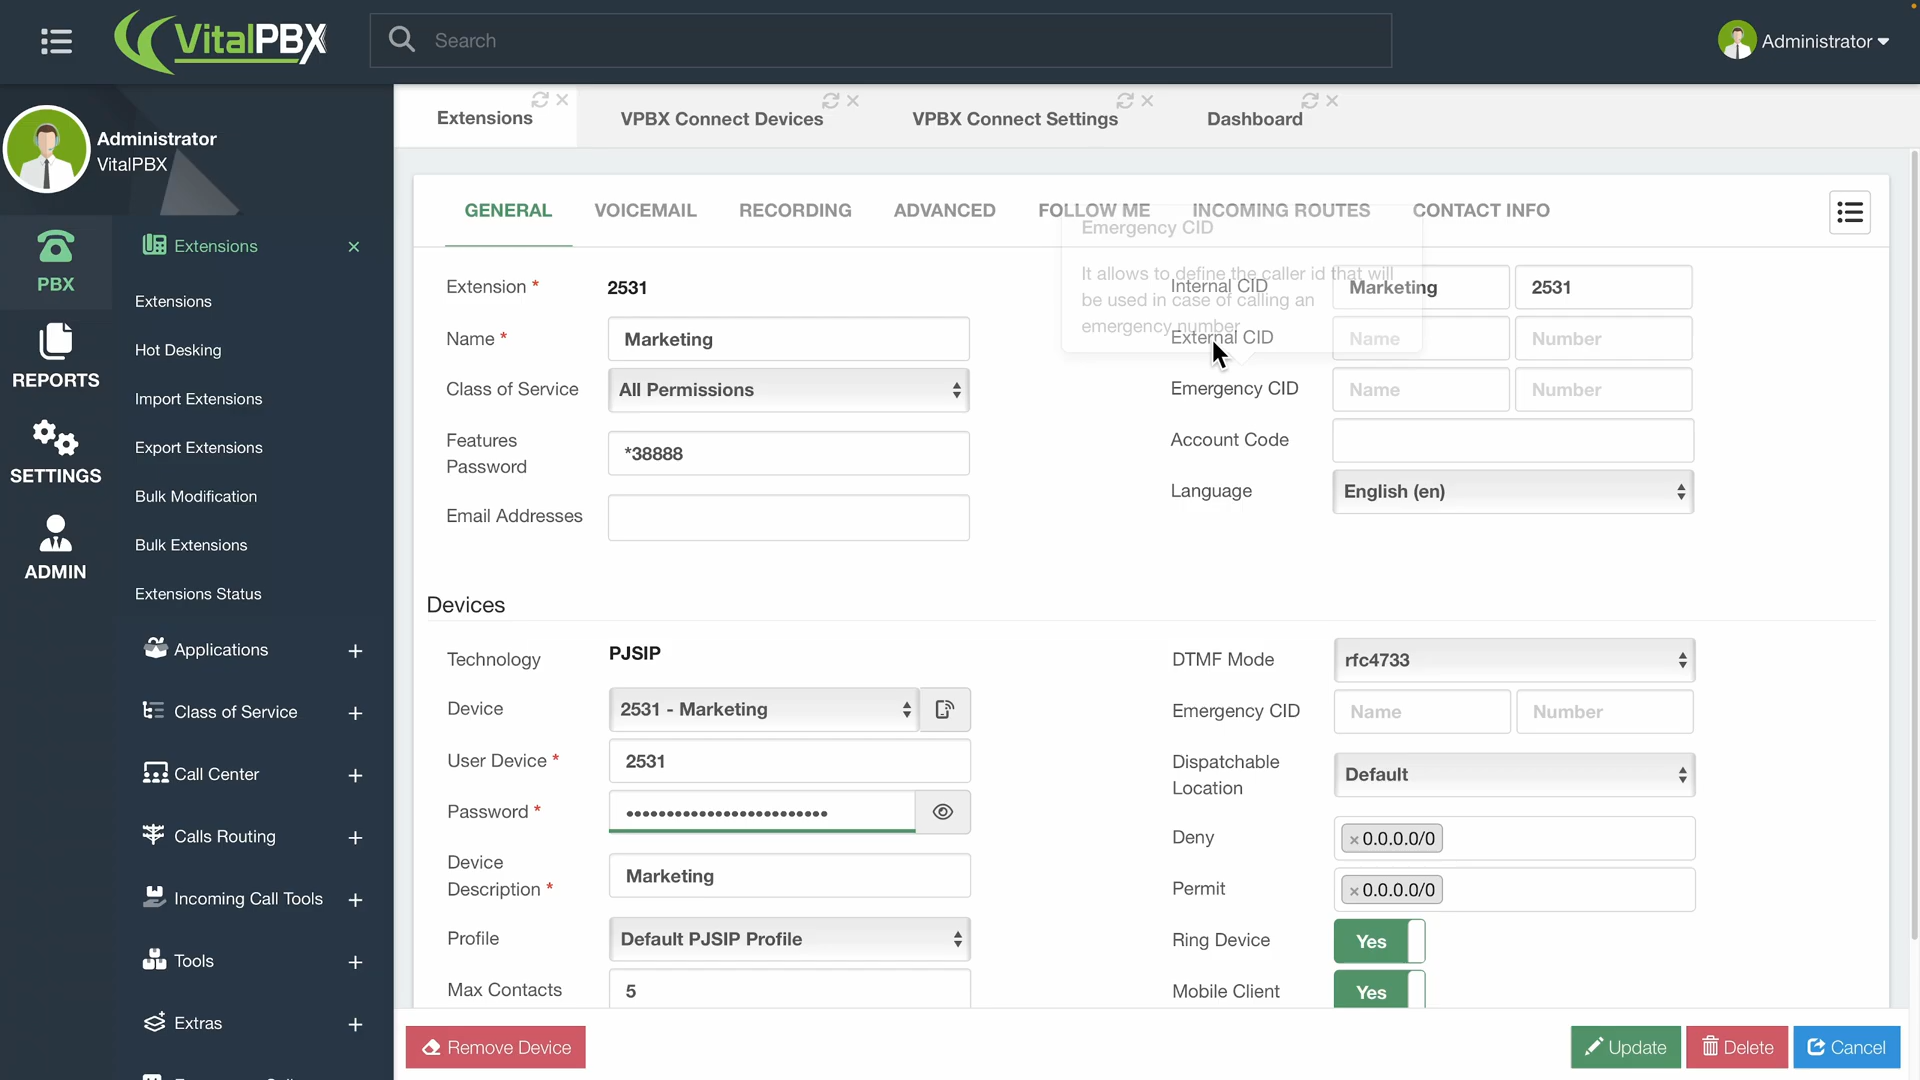 VitalPBX
Search
Administrator
Administrator
VitalPBX
PBX
REPORTS
SETTINGS
ADMIN
Extensions
Extensions
Hot Desking
Import Extensions
Export Extensions
Bulk Modification
Bulk Extensions
Extensions Status
Applications
Class of Service
Call Center
Calls Routing
Incoming Call Tools
Tools
Extras
Extensions
VPBX Connect Devices
VPBX Connect Settings
Dashboard
GENERAL
VOICEMAIL
RECORDING
ADVANCED
FOLLOW ME
INCOMING ROUTES
CONTACT INFO
Emergency CID
It allows to define the caller id that will
be used in case of calling an
emergency number
Extension *
2531
Name *
Marketing
Class of Service
All Permissions
Features
Password
*38888
Email Addresses
Internal CID
Marketing
2531
External CID
Name
Number
Emergency CID
Name
Number
Account Code
Language
English (en)
Devices
Technology
PJSIP
Device
2531 - Marketing
User Device *
2531
Password *
Device
Description *
Marketing
Profile
Default PJSIP Profile
Max Contacts
5
DTMF Mode
rfc4733
Emergency CID
Name
Number
Dispatchable
Location
Default
Deny
×0.0.0.0/0
Permit
×0.0.0.0/0
Ring Device
Yes
Mobile Client
Yes
Remove Device
Update
Delete
Cancel